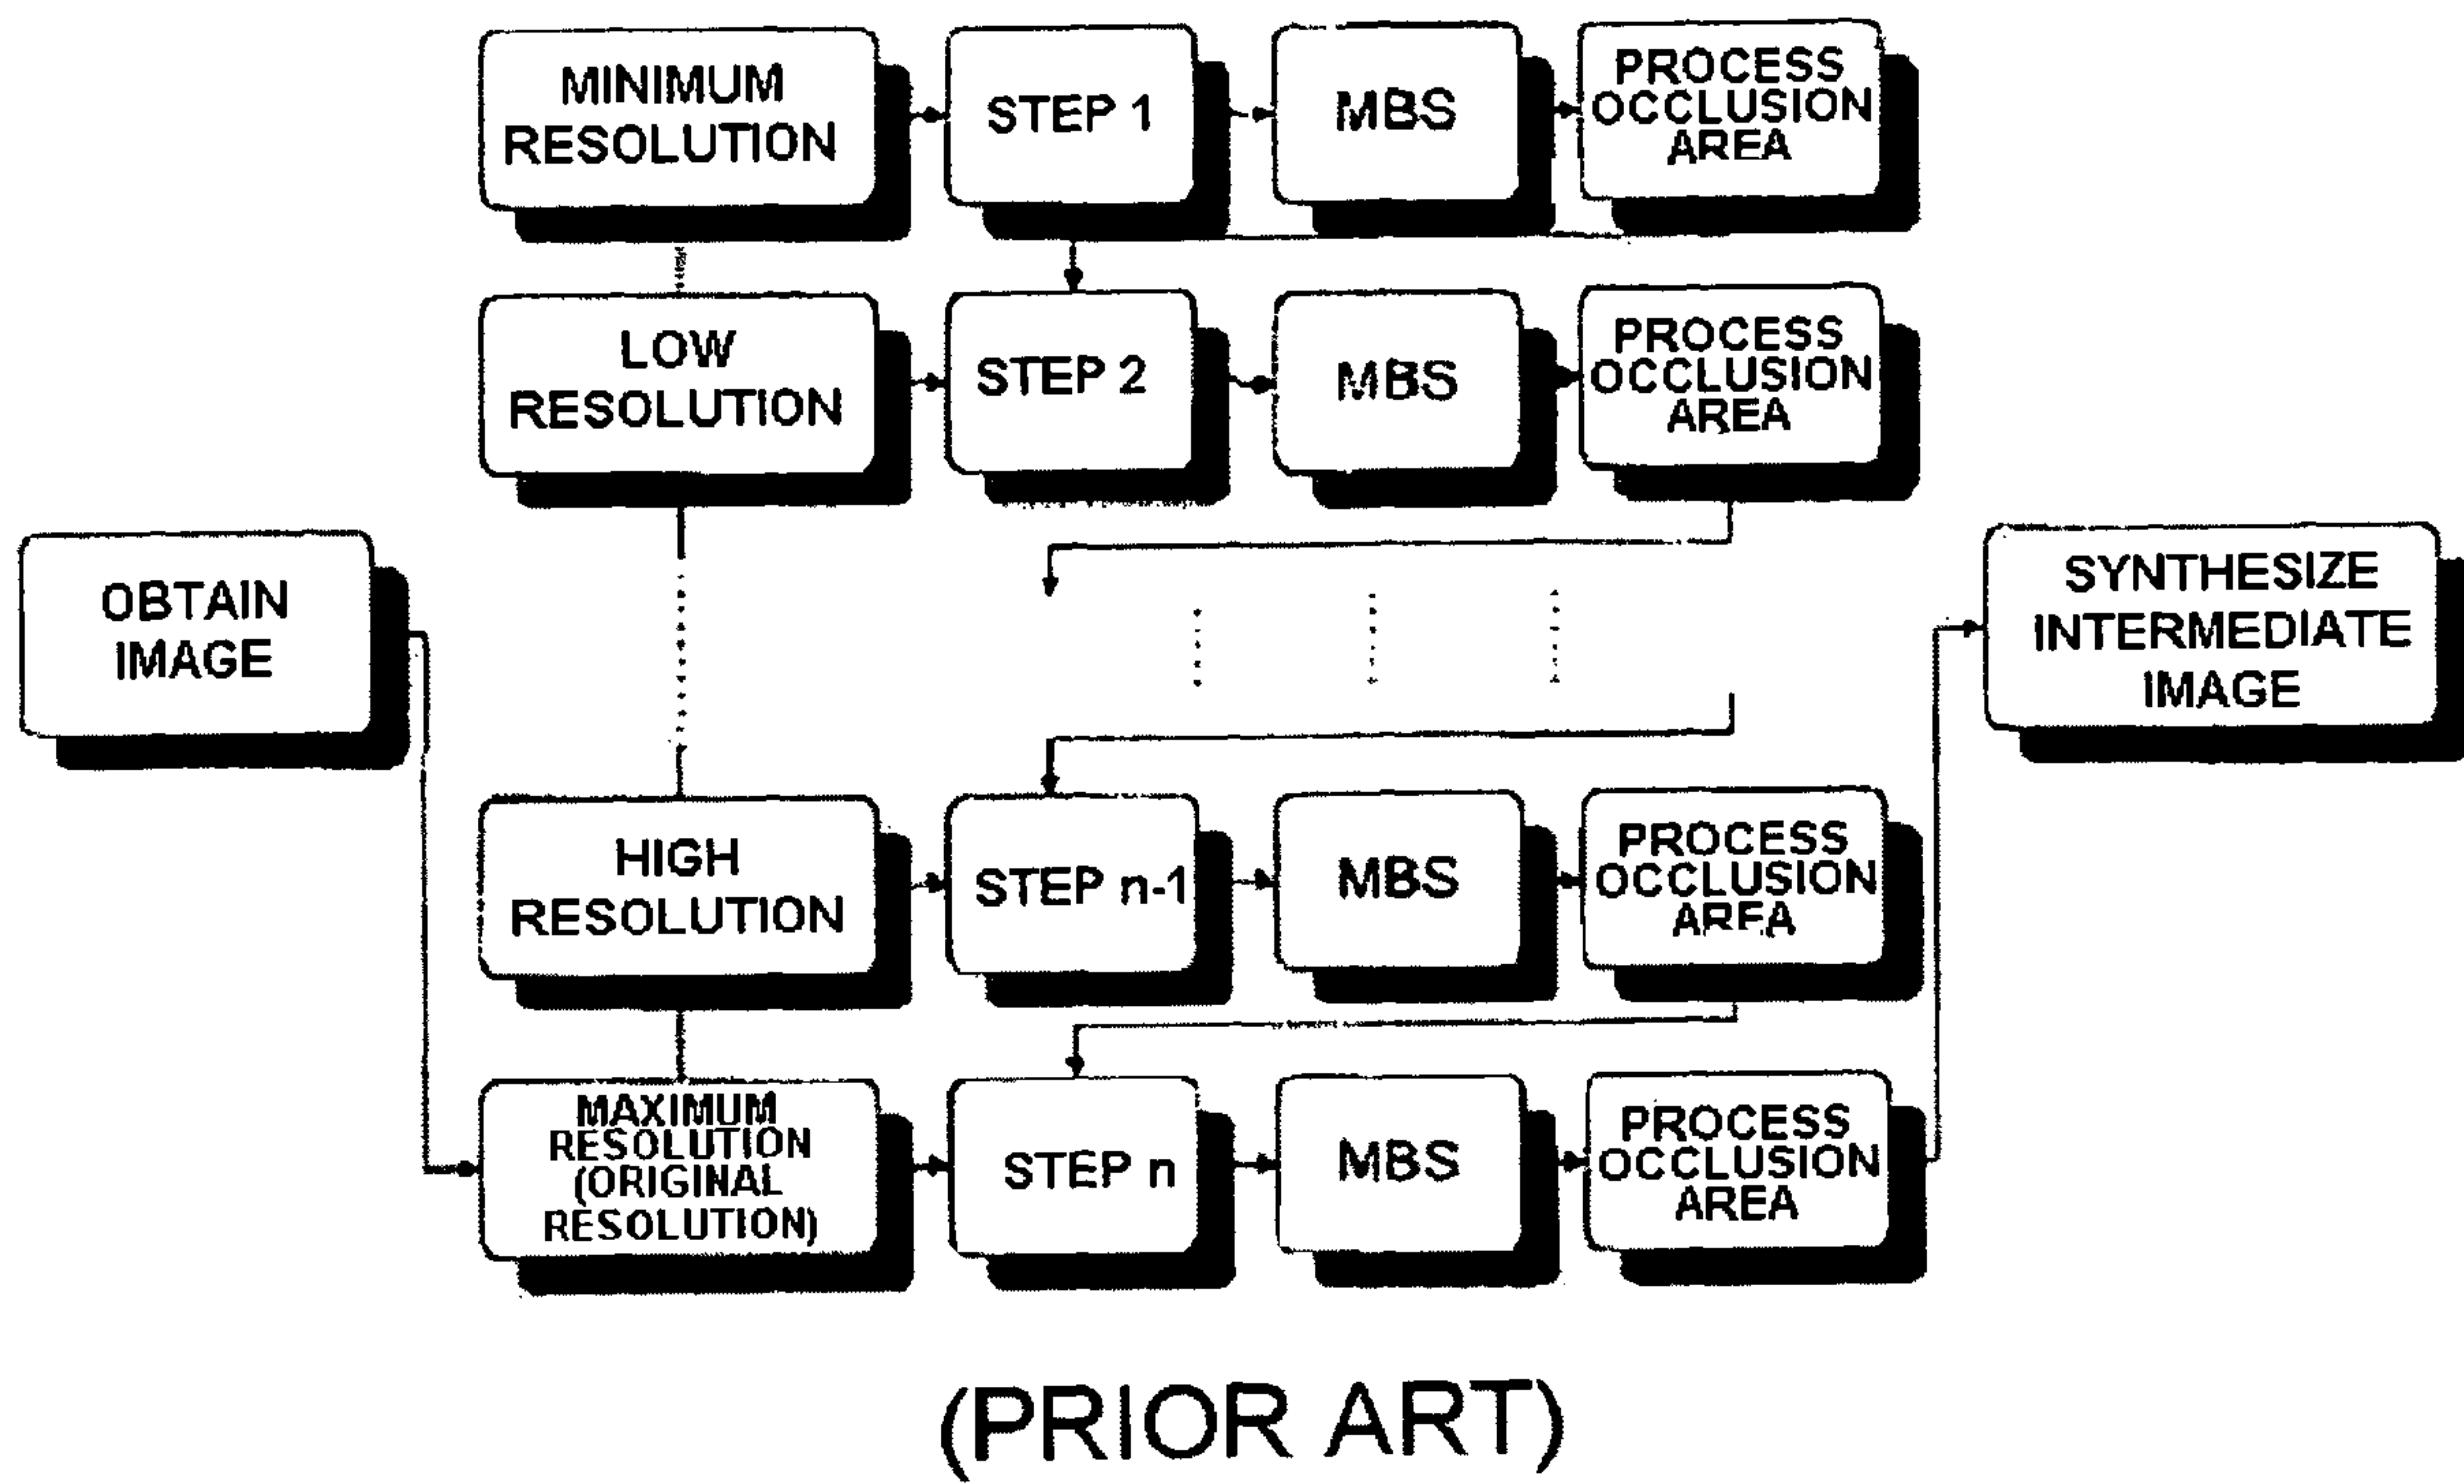 MINIMUM
RESOLUTION
STEP 1
MBS
PROCESS
OCCLUSION
AREA
LOW
RESOLUTION
STEP 2
MBS
PROCESS
OCCLUSION
AREA
OBTAIN
IMAGE
SYNTHESIZE
INTERMEDIATE
IMAGE
HIGH
RESOLUTION
STEP n-1
MBS
PROCESS
OCCLUSION
AREA
MAXIMUM
RESOLUTION
(ORIGINAL
RESOLUTION)
STEP n
MBS
PROCESS
OCCLUSION
AREA
(PRIOR ART)